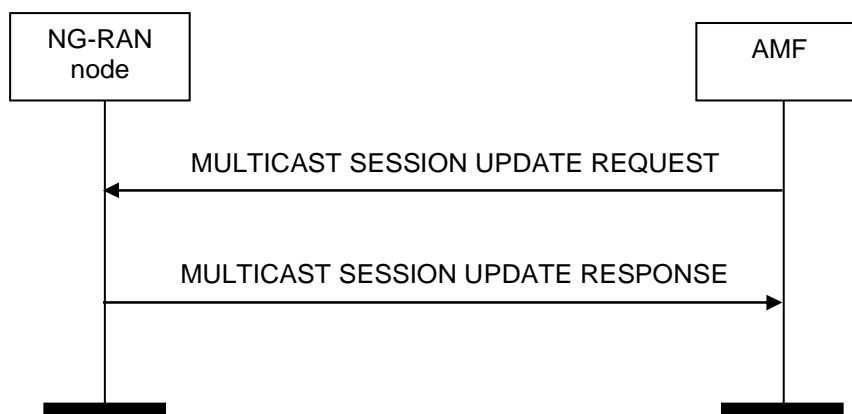 NG-RAN
node
AMF
MULTICAST SESSION UPDATE REQUEST
MULTICAST SESSION UPDATE RESPONSE